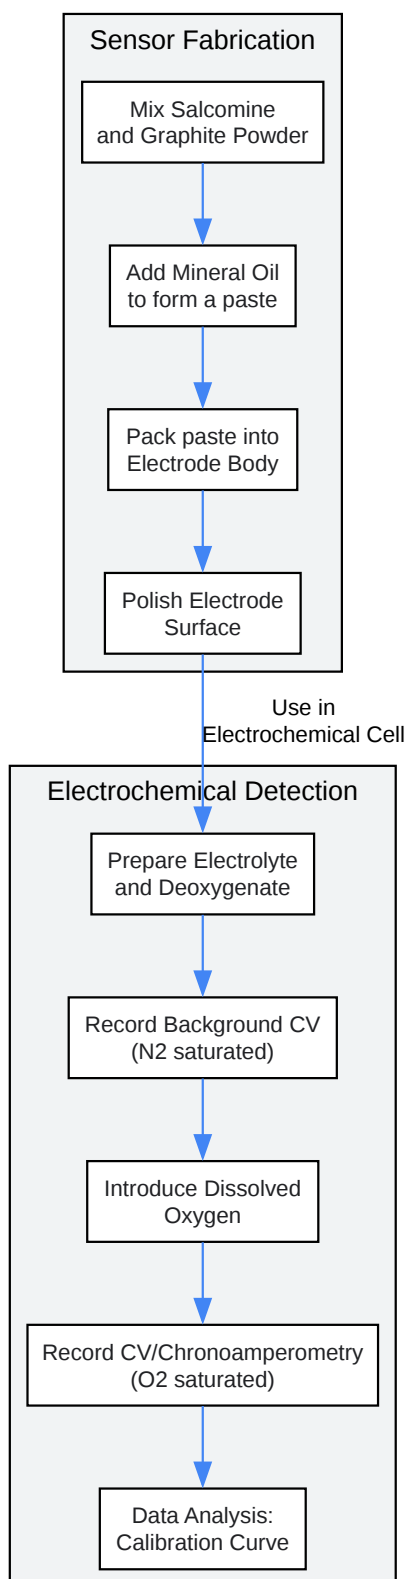 Sensor Fabrication
Mix Salcomine
and Graphite Powder
Add Mineral Oil
to form a paste
Pack paste into
Electrode Body
Polish Electrode
Surface
Use in
Electrochemical Cell
Electrochemical Detection
Prepare Electrolyte
and Deoxygenate
Record Background CV
(N2 saturated)
Introduce Dissolved
Oxygen
Record CV/Chronoamperometry
(O2 saturated)
Data Analysis:
Calibration Curve